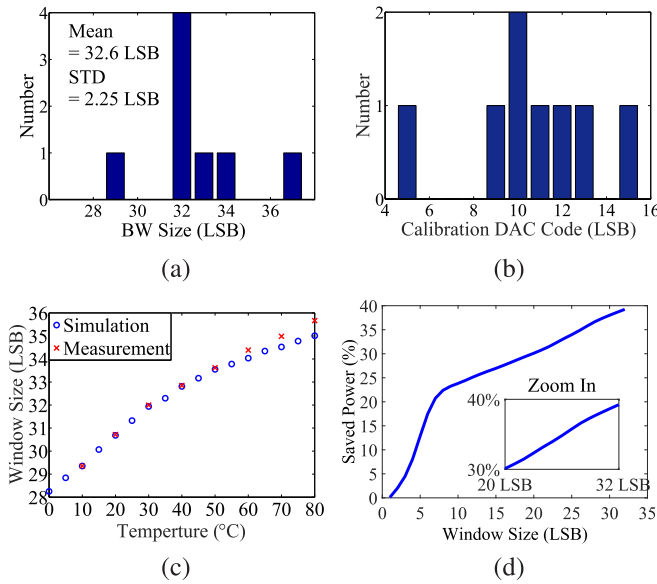 4
3
2
1
0
Number
Mean
= 32.6 LSB
STD
= 2.25 LSB
28 30 32 34 36
BW Size (LSB)
(a)
2
1
0
Number
4 6 8 10 12 14 16
Calibration DAC Code (LSB)
(b)
36
35
34
33
32
31
30
29
28
Window Size (LSB)
Simulation
Measurement
0 10 20 30 40 50 60 70 80
Temperture (°C)
(c)
40
35
30
25
20
15
10
5
0
Saved Power (%)
Zoom In
40%
30%
20 LSB 32 LSB
0 5 10 15 20 25 30 35
Window Size (LSB)
(d)